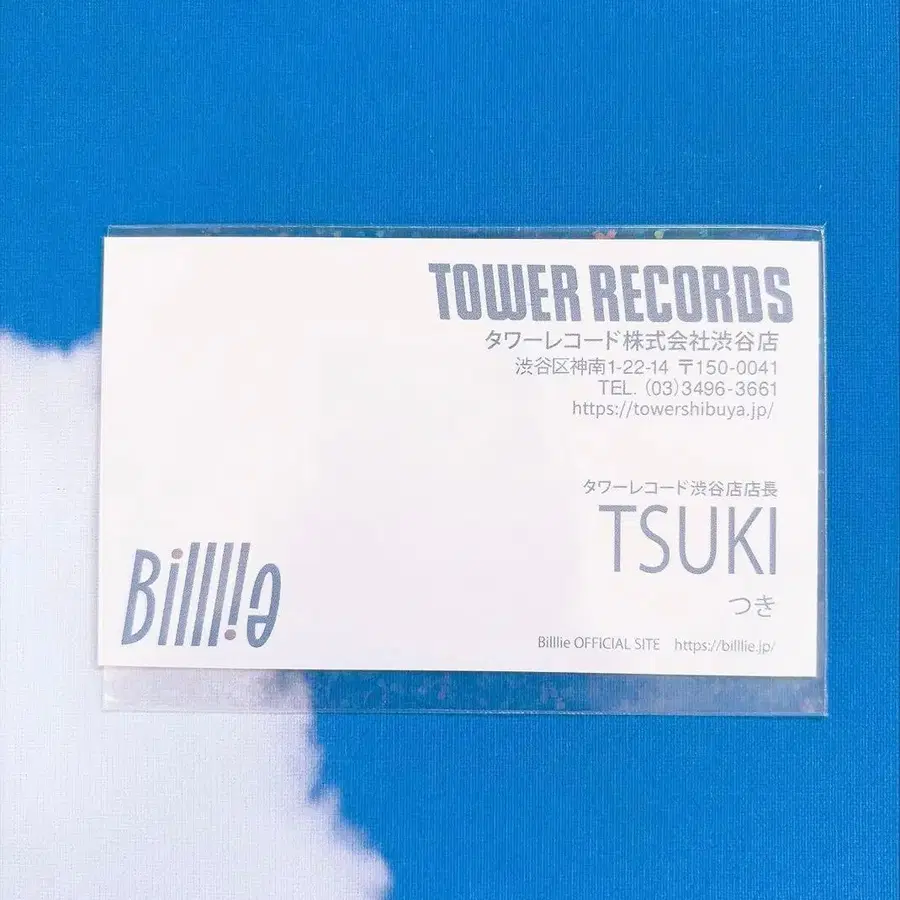 TOWER RECORDS
タワーレコード株式会社渋谷店
渋谷区神南1-22-14 〒150-0041
TEL. (03)3496-3661
https://towershibuya.jp/
タワーレコード渋谷店店長
TSUKI
つき
Billlie
Billlie OFFICIAL SITE https://billlie.jp/